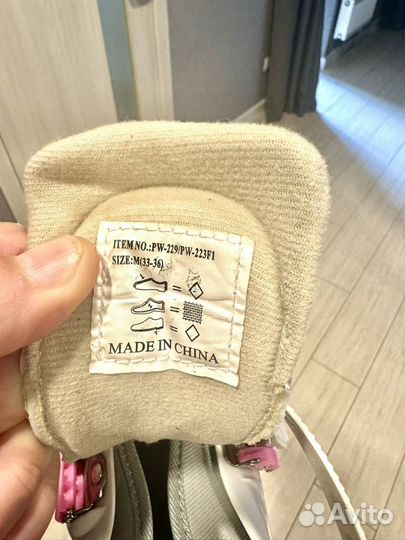 ITEM NO.:PW-229/PW-223F1
SIZE:M(33-36)
MADE IN CHINA
Avito